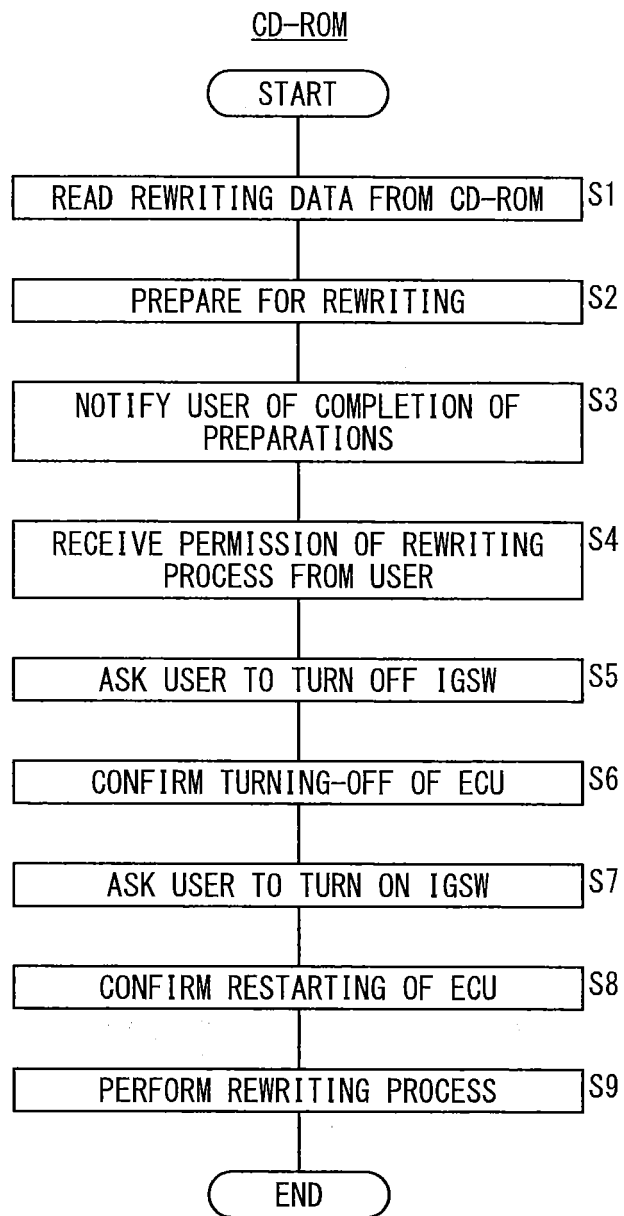 CD-ROM
START
READ REWRITING DATA FROM CD-ROM S1
PREPARE FOR REWRITING S2
NOTIFY USER OF COMPLETION OF S3
PREPARATIONS
RECEIVE PERMISSION OF REWRITING S4
PROCESS FROM USER
ASK USER TO TURN OFF IGSW S5
CONFIRM TURNING-OFF OF ECU S6
ASK USER TO TURN ON IGSW S7
CONFIRM RESTARTING OF ECU S8
PERFORM REWRITING PROCESS S9
END